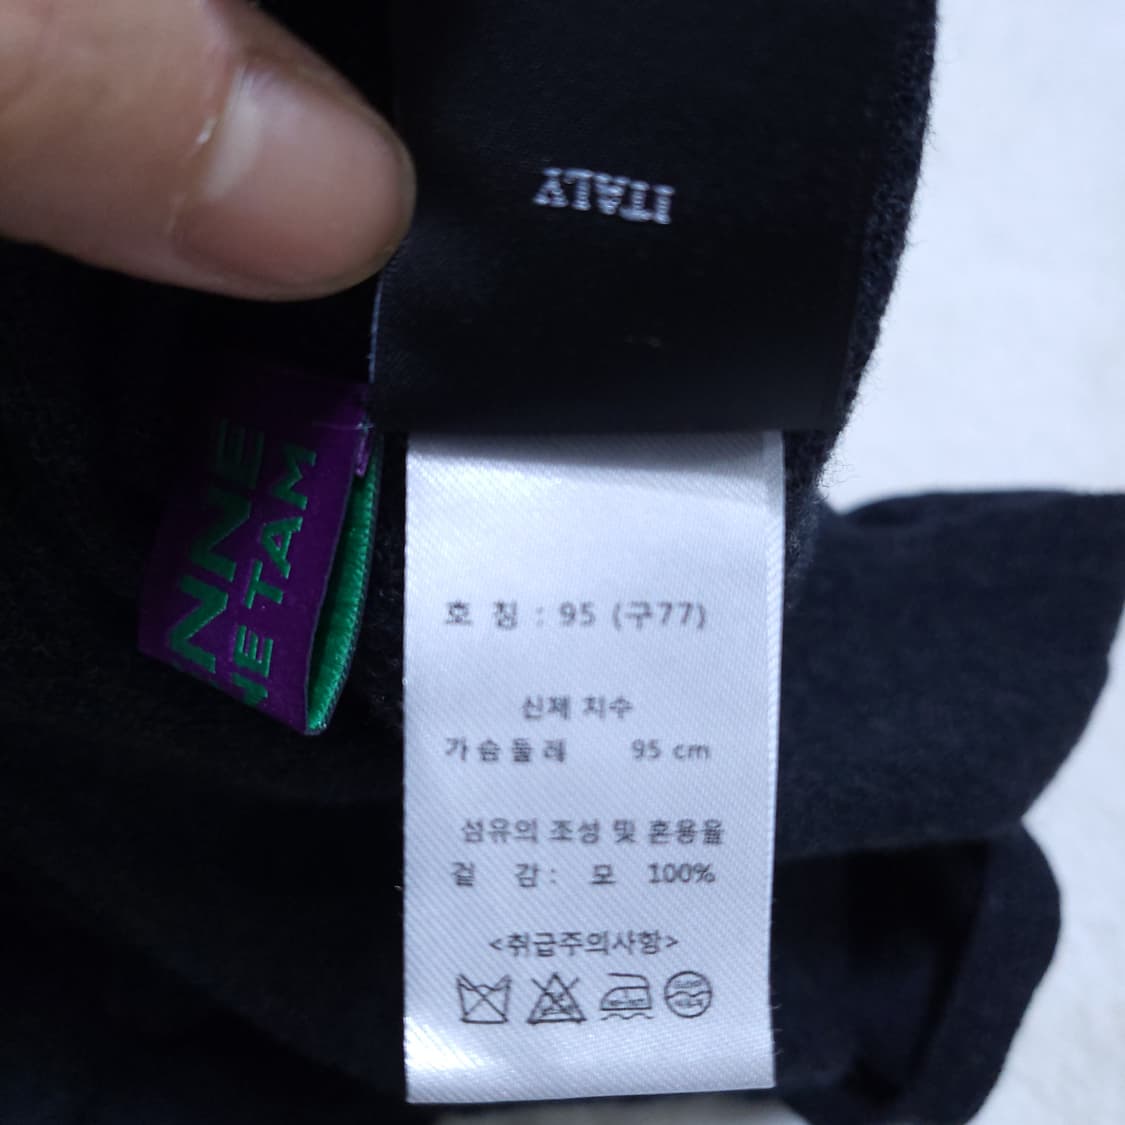 ITALY
NNE
NE TAM
호 칭 : 95 (구77)
신체 치수
가슴둘레 95 cm
섬유의 조성 및 혼용율
겉 감 : 모 100%
<취급주의사항>